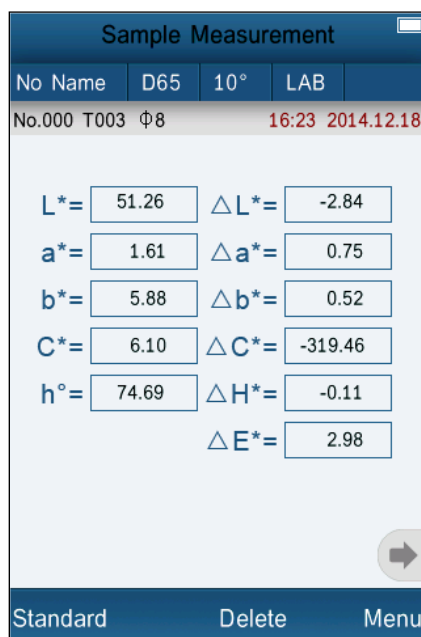 Sample Measurement
No Name D65 10° LAB
No.000 T003 Φ8 16:23 2014.12.18
L*= 51.26 △L*= -2.84
a*= 1.61 △a*= 0.75
b*= 5.88 △b*= 0.52
C*= 6.10 △C*= -319.46
h°= 74.69 △H*= -0.11
△E*= 2.98
Standard Delete Menu